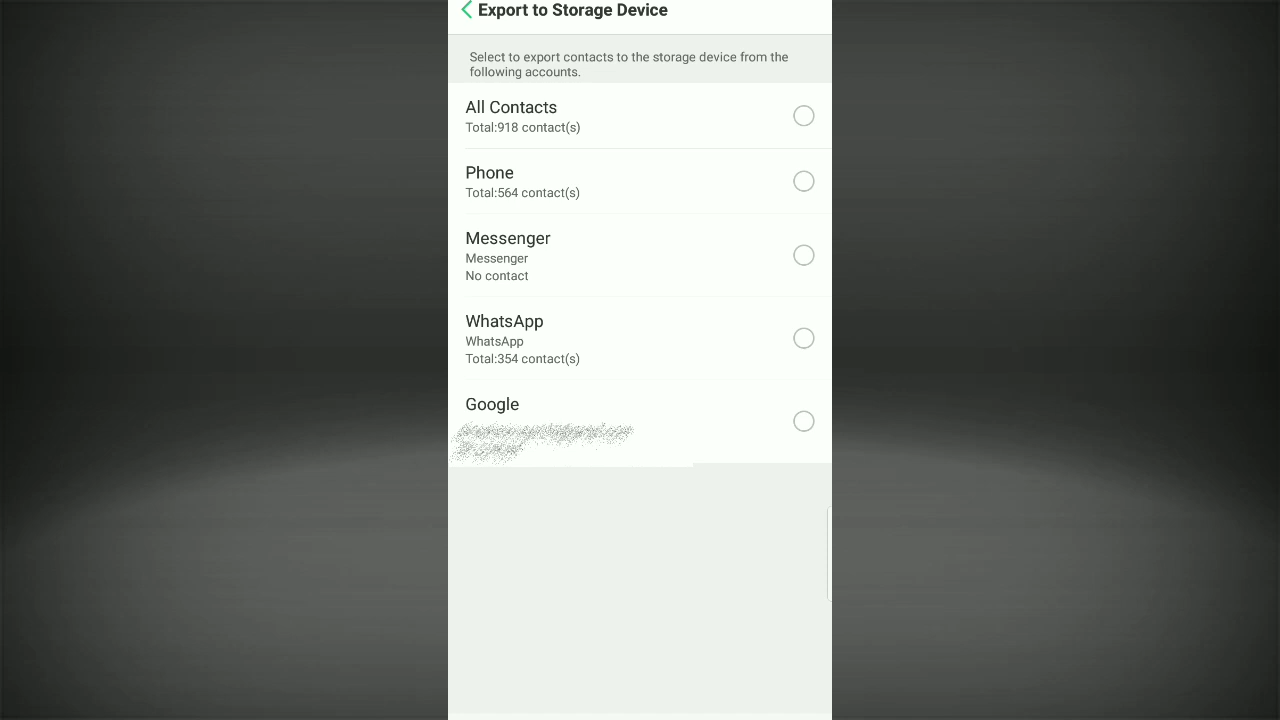 Export to Storage Device
Select to export contacts to the storage device from the
following accounts.
All Contacts
Total:918 contact(s)
Phone
Total:564 contact(s)
Messenger
Messenger
No contact
WhatsApp
WhatsApp
Total:354 contact(s)
Google